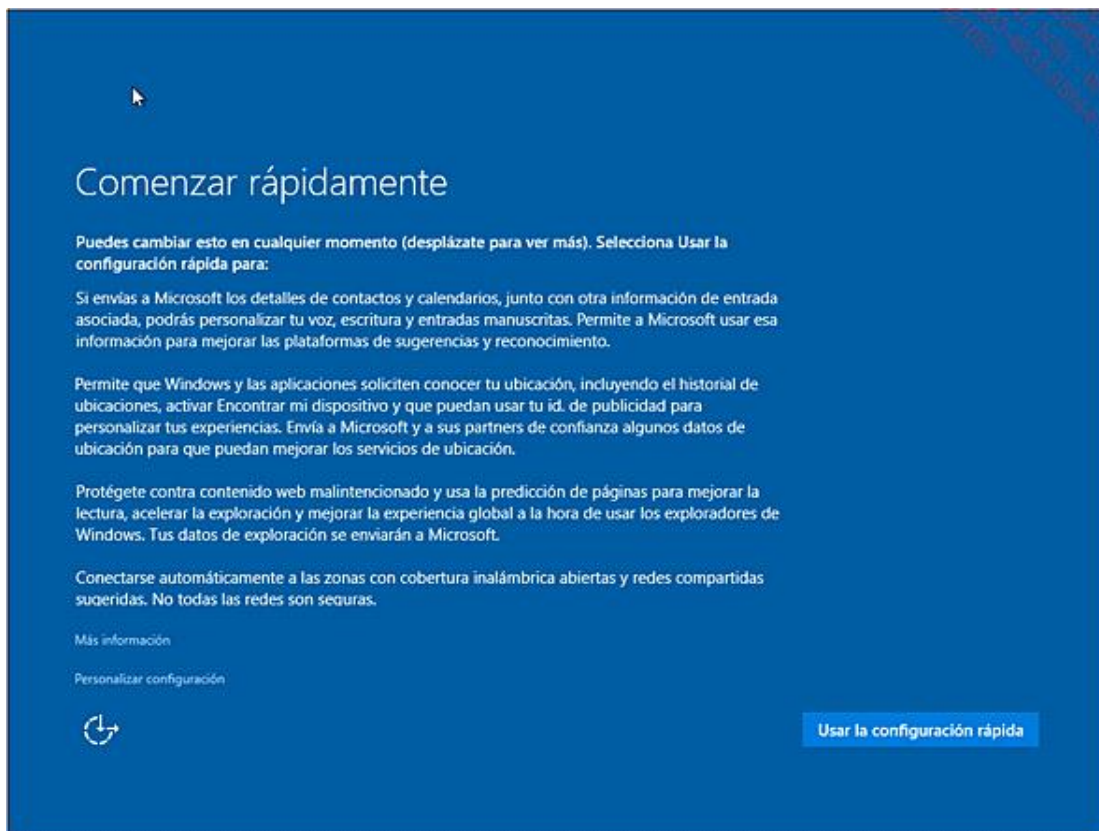 Comenzar rápidamente
Puedes cambiar esto en cualquier momento (desplázate para ver más). Selecciona Usar la
configuración rápida para:
Si envías a Microsoft los detalles de contactos y calendarios, junto con otra información de entrada
asociada, podrás personalizar tu voz, escritura y entradas manuscritas. Permite a Microsoft usar esa
información para mejorar las plataformas de sugerencias y reconocimiento.
Permite que Windows y las aplicaciones soliciten conocer tu ubicación, incluyendo el historial de
ubicaciones, activar Encontrar mi dispositivo y que puedan usar tu id. de publicidad para
personalizar tus experiencias. Envía a Microsoft y a sus partners de confianza algunos datos de
ubicación para que puedan mejorar los servicios de ubicación.
Protégete contra contenido web malintencionado y usa la predicción de páginas para mejorar la
lectura, acelerar la exploración y mejorar la experiencia global a la hora de usar los exploradores de
Windows. Tus datos de exploración se enviarán a Microsoft.
Conectarse automáticamente a las zonas con cobertura inalámbrica abiertas y redes compartidas
sugeridas. No todas las redes son seguras.
Más información
Personalizar configuración
Usar la configuración rápida